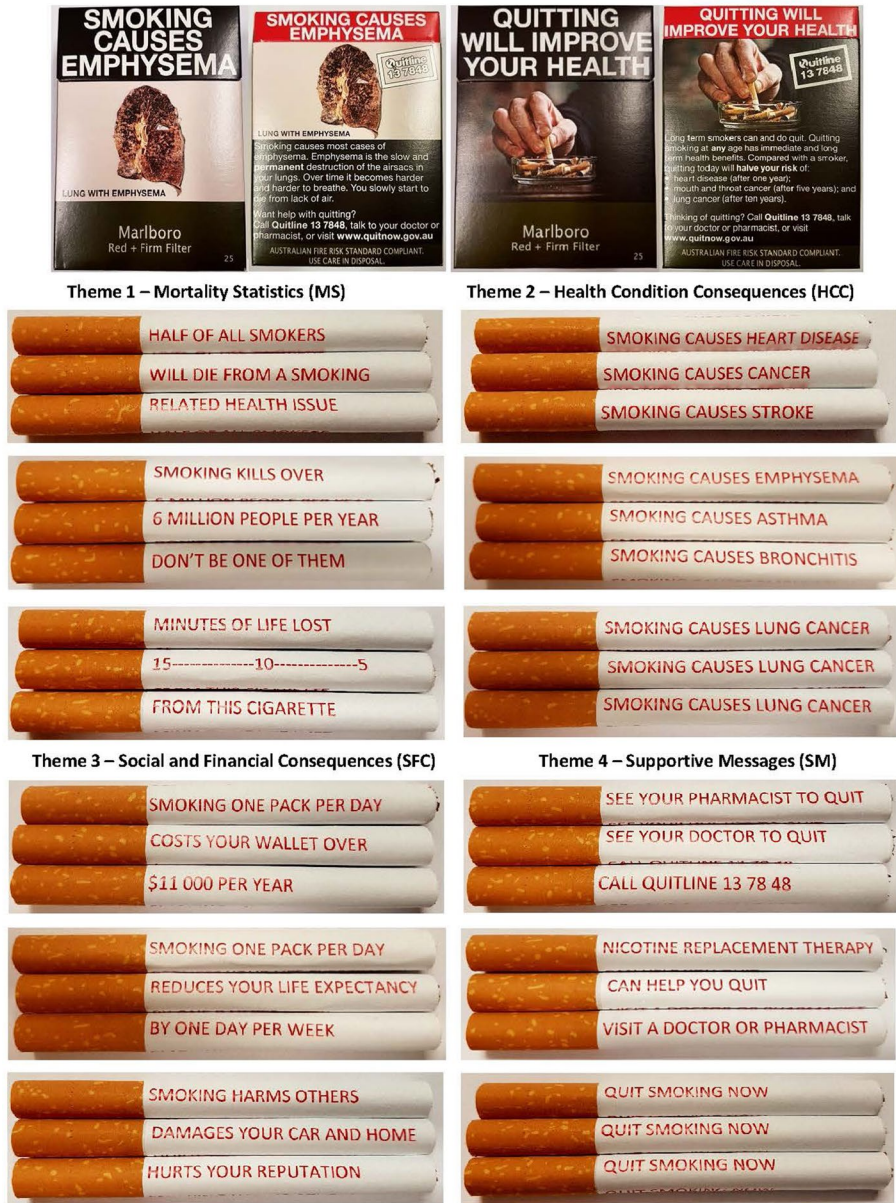 SMOKING
CAUSES
EMPHYSEMA
LUNG WITH EMPHYSEMA
Marlboro
Red + Firm Filter
25
SMOKING CAUSES
EMPHYSEMA
Quitline
13 7848
LUNG WITH EMPHYSEMA
Smoking causes most cases of
emphysema. Emphysema is the slow and
permanent destruction of the airsacs in
your lungs. Over time it becomes harder
and harder to breathe. You slowly start to
die from lack of air.
Want help with quitting?
Call Quitline 13 7848, talk to your doctor or
pharmacist, or visit www.quitnow.gov.au
AUSTRALIAN FIRE RISK STANDARD COMPLIANT.
USE CARE IN DISPOSAL.
QUITTING
WILL IMPROVE
YOUR HEALTH
Marlboro
Red + Firm Filter
25
QUITTING WILL
IMPROVE YOUR HEALTH
Quitline
13 7848
Long term smokers can and do quit. Quitting
smoking at any age has immediate and long
term health benefits. Compared with a smoker,
quitting today will halve your risk of:
• heart disease (after one year);
• mouth and throat cancer (after five years); and
• lung cancer (after ten years).
Thinking of quitting? Call Quitline 13 7848, talk
to your doctor or pharmacist, or visit
www.quitnow.gov.au
AUSTRALIAN FIRE RISK STANDARD COMPLIANT.
USE CARE IN DISPOSAL.
Theme 1 – Mortality Statistics (MS)
HALF OF ALL SMOKERS
WILL DIE FROM A SMOKING
RELATED HEALTH ISSUE
SMOKING KILLS OVER
6 MILLION PEOPLE PER YEAR
DON'T BE ONE OF THEM
MINUTES OF LIFE LOST
15-------------10-------------5
FROM THIS CIGARETTE
Theme 2 – Health Condition Consequences (HCC)
SMOKING CAUSES HEART DISEASE
SMOKING CAUSES CANCER
SMOKING CAUSES STROKE
SMOKING CAUSES EMPHYSEMA
SMOKING CAUSES ASTHMA
SMOKING CAUSES BRONCHITIS
SMOKING CAUSES LUNG CANCER
SMOKING CAUSES LUNG CANCER
SMOKING CAUSES LUNG CANCER
Theme 3 – Social and Financial Consequences (SFC)
SMOKING ONE PACK PER DAY
COSTS YOUR WALLET OVER
$11 000 PER YEAR
SMOKING ONE PACK PER DAY
REDUCES YOUR LIFE EXPECTANCY
BY ONE DAY PER WEEK
SMOKING HARMS OTHERS
DAMAGES YOUR CAR AND HOME
HURTS YOUR REPUTATION
Theme 4 – Supportive Messages (SM)
SEE YOUR PHARMACIST TO QUIT
SEE YOUR DOCTOR TO QUIT
CALL QUITLINE 13 78 48
NICOTINE REPLACEMENT THERAPY
CAN HELP YOU QUIT
VISIT A DOCTOR OR PHARMACIST
QUIT SMOKING NOW
QUIT SMOKING NOW
QUIT SMOKING NOW